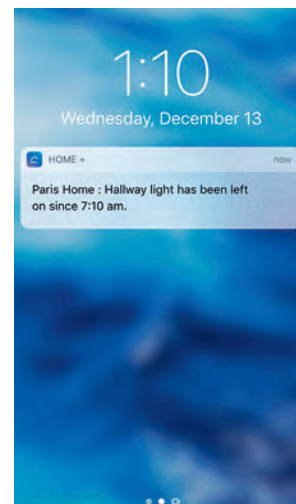 1:10
Wednesday, December 13
HOME + now
Paris Home : Hallway light has been left
on since 7:10 am.